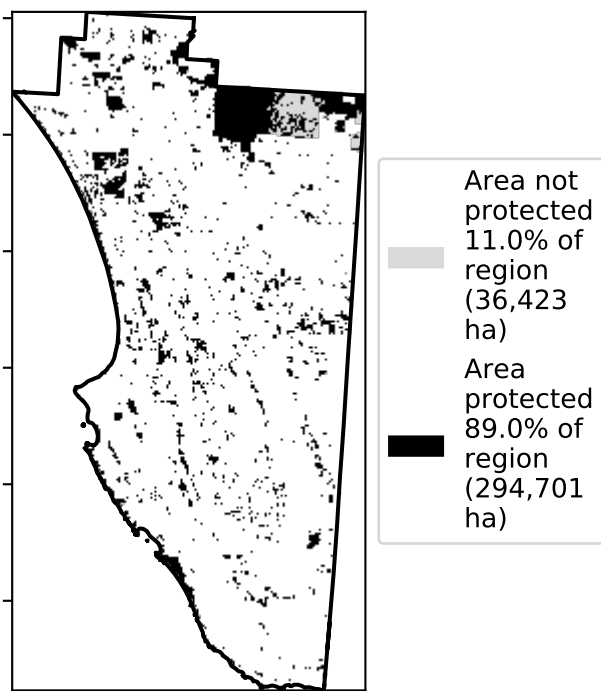 Area not
protected
11.0% of
region
(36,423
ha)
Area
protected
89.0% of
region
(294,701
ha)